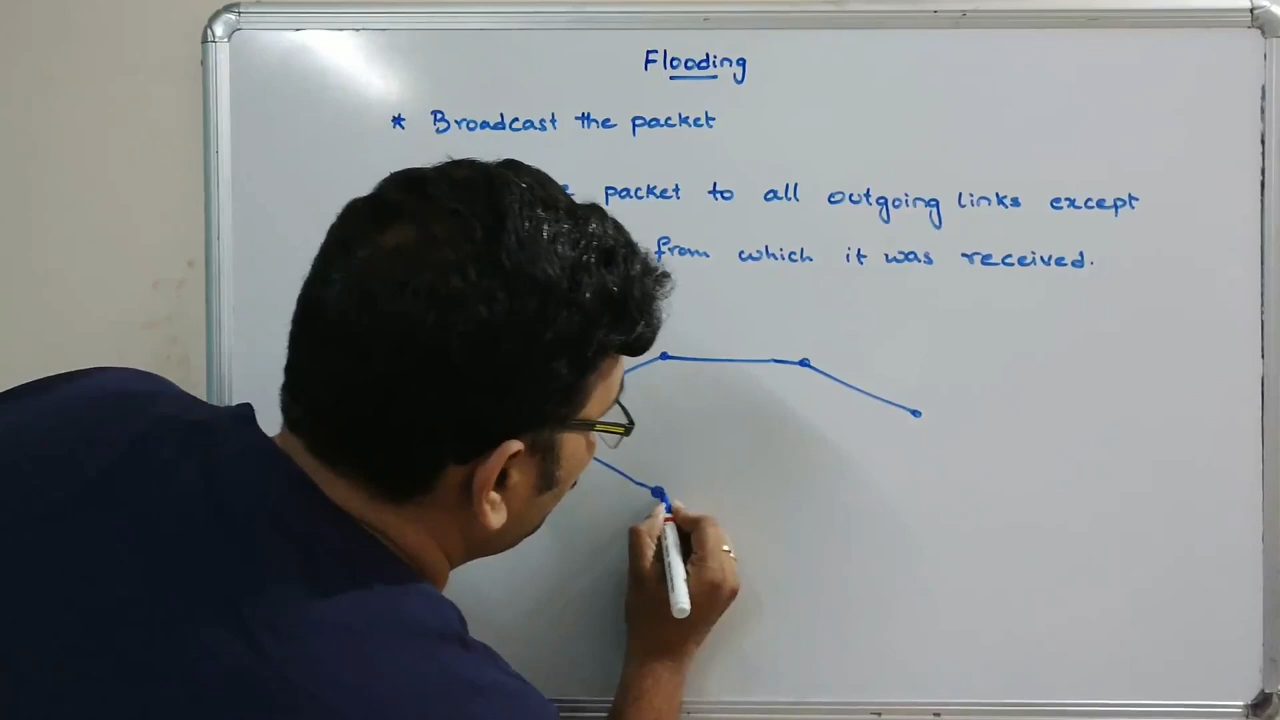 Flooding
* Broadcast the packet
packet to all outgoing links except
from which it was received.